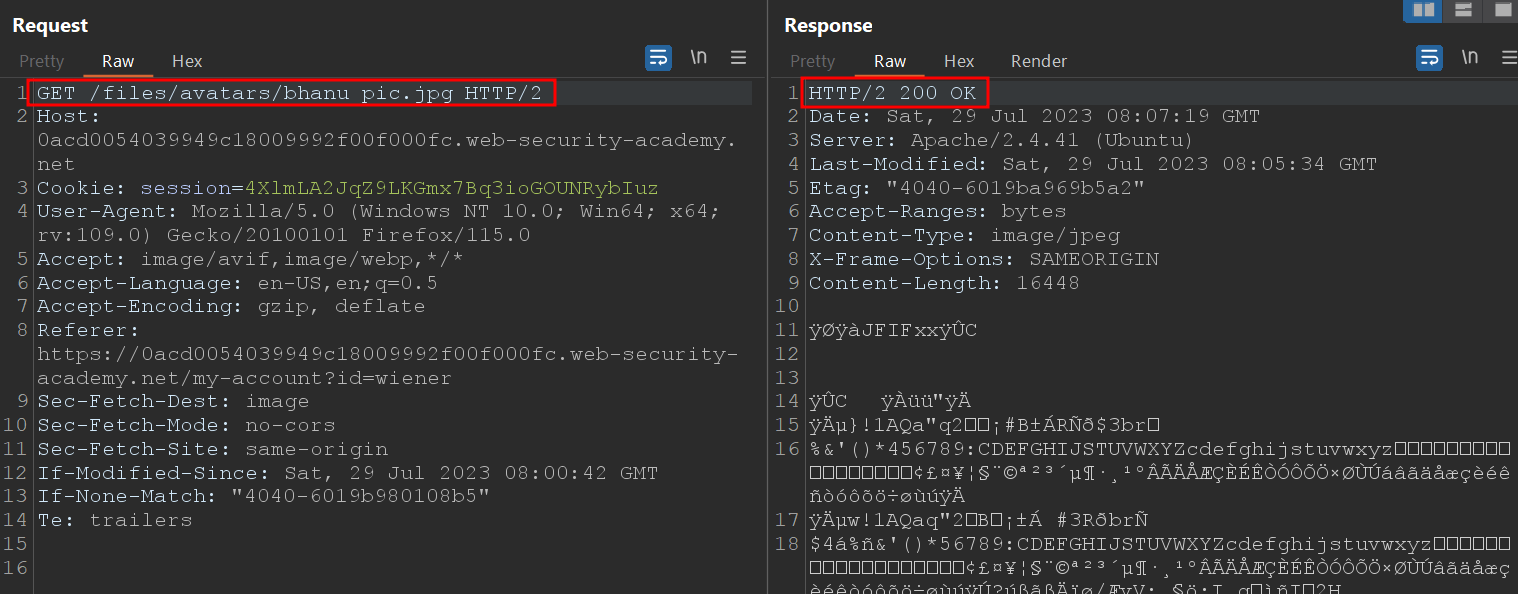 Request
Pretty Raw Hex \n
1 GET /files/avatars/bhanu pic.jpg HTTP/2
2 Host:
0acd0054039949c18009992f00f000fc.web-security-academy.
net
3 Cookie: session=4XlmLA2JqZ9LKGmx7Bq3ioGOUNRybIuz
4 User-Agent: Mozilla/5.0 (Windows NT 10.0; Win64; x64;
rv:109.0) Gecko/20100101 Firefox/115.0
5 Accept: image/avif,image/webp,*/*
6 Accept-Language: en-US,en;q=0.5
7 Accept-Encoding: gzip, deflate
8 Referer:
https://0acd0054039949c18009992f00f000fc.web-security-
academy.net/my-account?id=wiener
9 Sec-Fetch-Dest: image
10 Sec-Fetch-Mode: no-cors
11 Sec-Fetch-Site: same-origin
12 If-Modified-Since: Sat, 29 Jul 2023 08:00:42 GMT
13 If-None-Match: "4040-6019b980108b5"
14 Te: trailers
15
16
Response
Pretty Raw Hex Render \n
1 HTTP/2 200 OK
2 Date: Sat, 29 Jul 2023 08:07:19 GMT
3 Server: Apache/2.4.41 (Ubuntu)
4 Last-Modified: Sat, 29 Jul 2023 08:05:34 GMT
5 Etag: "4040-6019ba969b5a2"
6 Accept-Ranges: bytes
7 Content-Type: image/jpeg
8 X-Frame-Options: SAMEORIGIN
9 Content-Length: 16448
10
11 ÿØÿàJFIFxxÿÛC
12
13
14 ÿÛC ÿÀüü"ÿÄ
15 ÿÄµ}!1AQa"q2¡#B±ÁRÑð$3br
16 %&'()*456789:CDEFGHIJSTUVWXYZcdefghijstuvwxyz
¢£¤¥¦§¨©ª²³´µ¶·¸¹ºÂÃÄÅÆÇÈÉÊÒÓÔÕÖ×ØÙÚáâãäåæçèéê
ñòóôõö÷øùúÿÄ
17 ÿÄµw!1AQaq"2B¡±Á #3RðbrÑ
18 $4á%ñ&'()*56789:CDEFGHIJSTUVWXYZcdefghijstuvwxyz
¢£¤¥¦§¨©ª²³´µ¶·¸¹ºÂÃÄÅÆÇÈÉÊÒÓÔÕÖ×ØÙÚâãäåæç